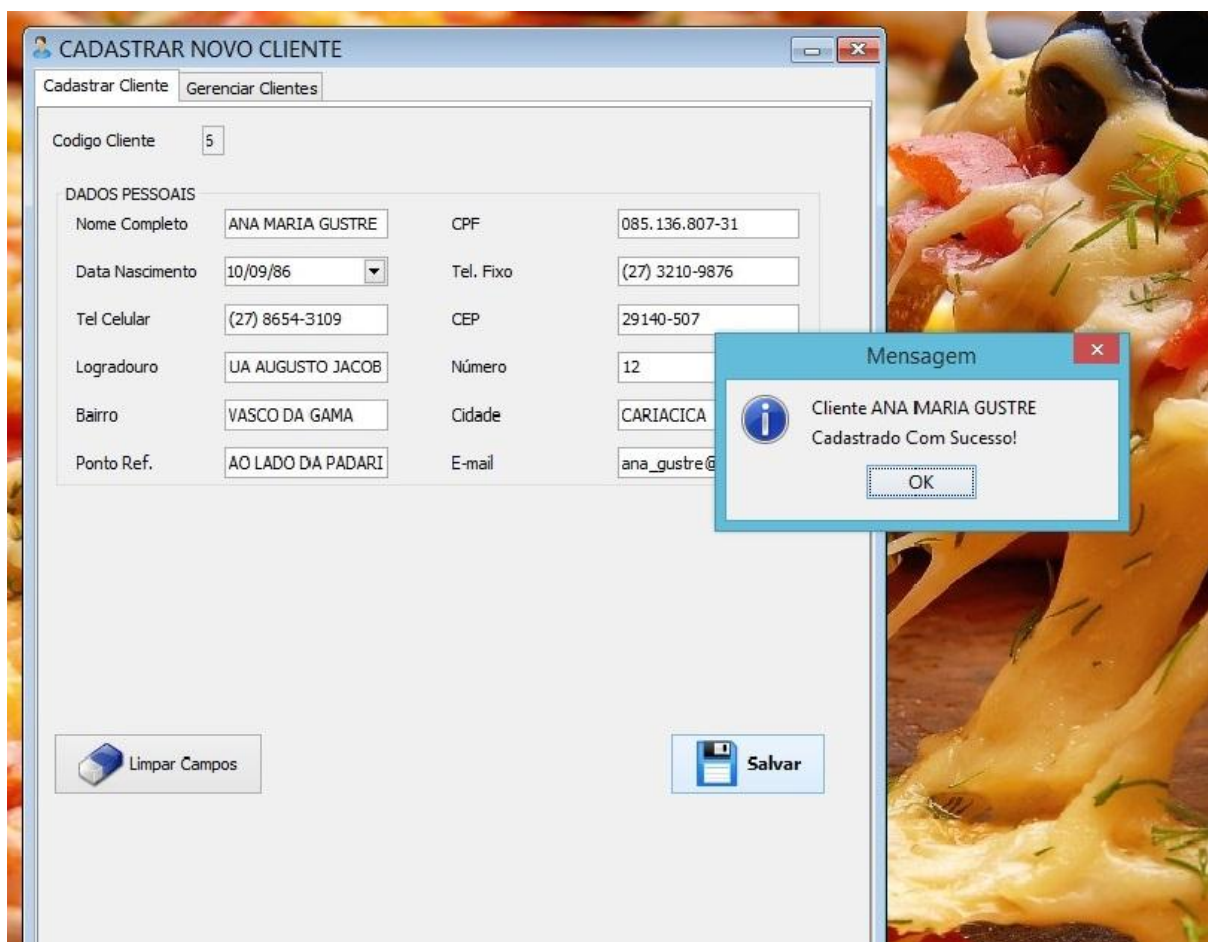 CADASTRAR NOVO CLIENTE
Cadastrar Cliente Gerenciar Clientes
Codigo Cliente 5
DADOS PESSOAIS
Nome Completo ANA MARIA GUSTRE CPF 085.136.807-31
Data Nascimento 10/09/86 Tel. Fixo (27) 3210-9876
Tel Celular (27) 8654-3109 CEP 29140-507
Logradouro UA AUGUSTO JACOB Número 12
Bairro VASCO DA GAMA Cidade CARIACICA
Ponto Ref. AO LADO DA PADARI E-mail ana_gustre@
Mensagem
Cliente ANA MARIA GUSTRE
Cadastrado Com Sucesso!
OK
Limpar Campos Salvar